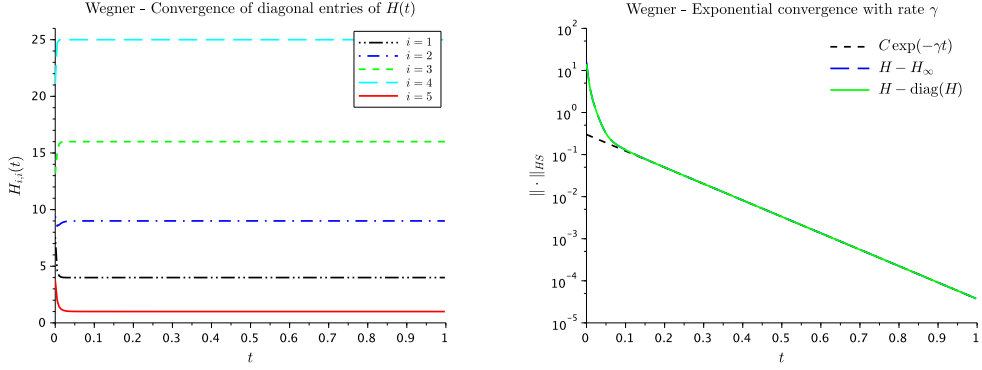 Wegner - Convergence of diagonal entries of H(t)
25
20
15
10
5
0
H_{i,i}(t)
i = 1
i = 2
i = 3
i = 4
i = 5
0 0.1 0.2 0.3 0.4 0.5 0.6 0.7 0.8 0.9 1
t
Wegner - Exponential convergence with rate γ
10^2
10^1
10^0
10^{-1}
10^{-2}
10^{-3}
10^{-4}
10^{-5}
‖ · ‖_{HS}
C exp(−γt)
H − H_∞
H − diag(H)
0 0.1 0.2 0.3 0.4 0.5 0.6 0.7 0.8 0.9 1
t